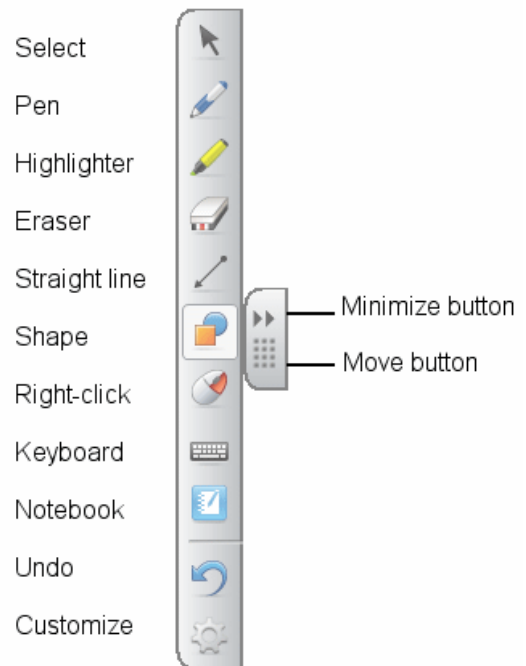 Select
Pen
Highlighter
Eraser
Straight line
Shape
Right-click
Keyboard
Notebook
Undo
Customize
Minimize button
Move button